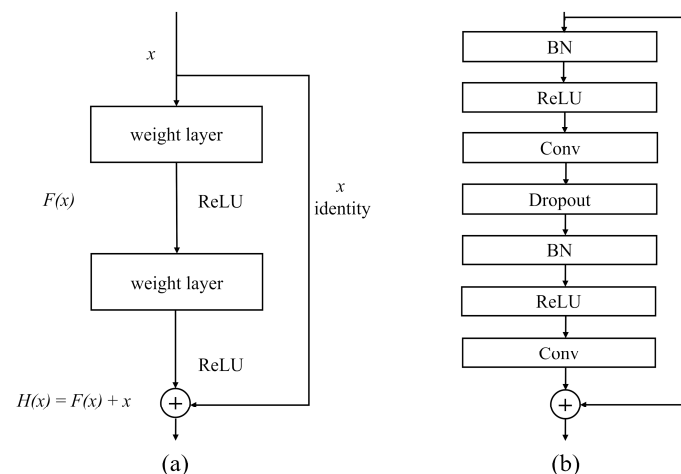 x
weight layer
F(x)
ReLU
x
identity
weight layer
ReLU
H(x) = F(x) + x
+
(a)
BN
ReLU
Conv
Dropout
BN
ReLU
Conv
+
(b)